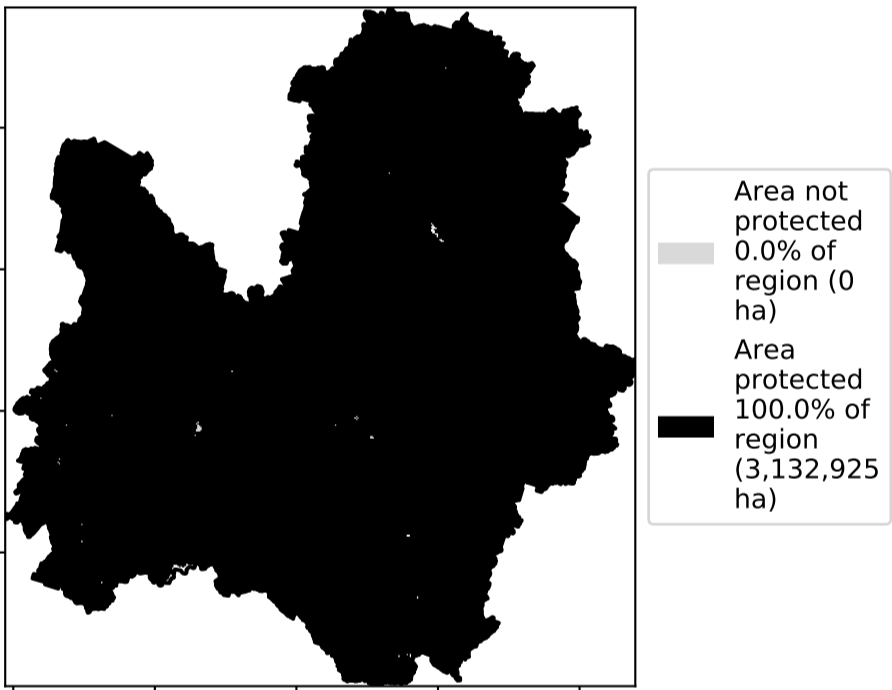 Area not
protected
0.0% of
region (0
ha)
Area
protected
100.0% of
region
(3,132,925
ha)